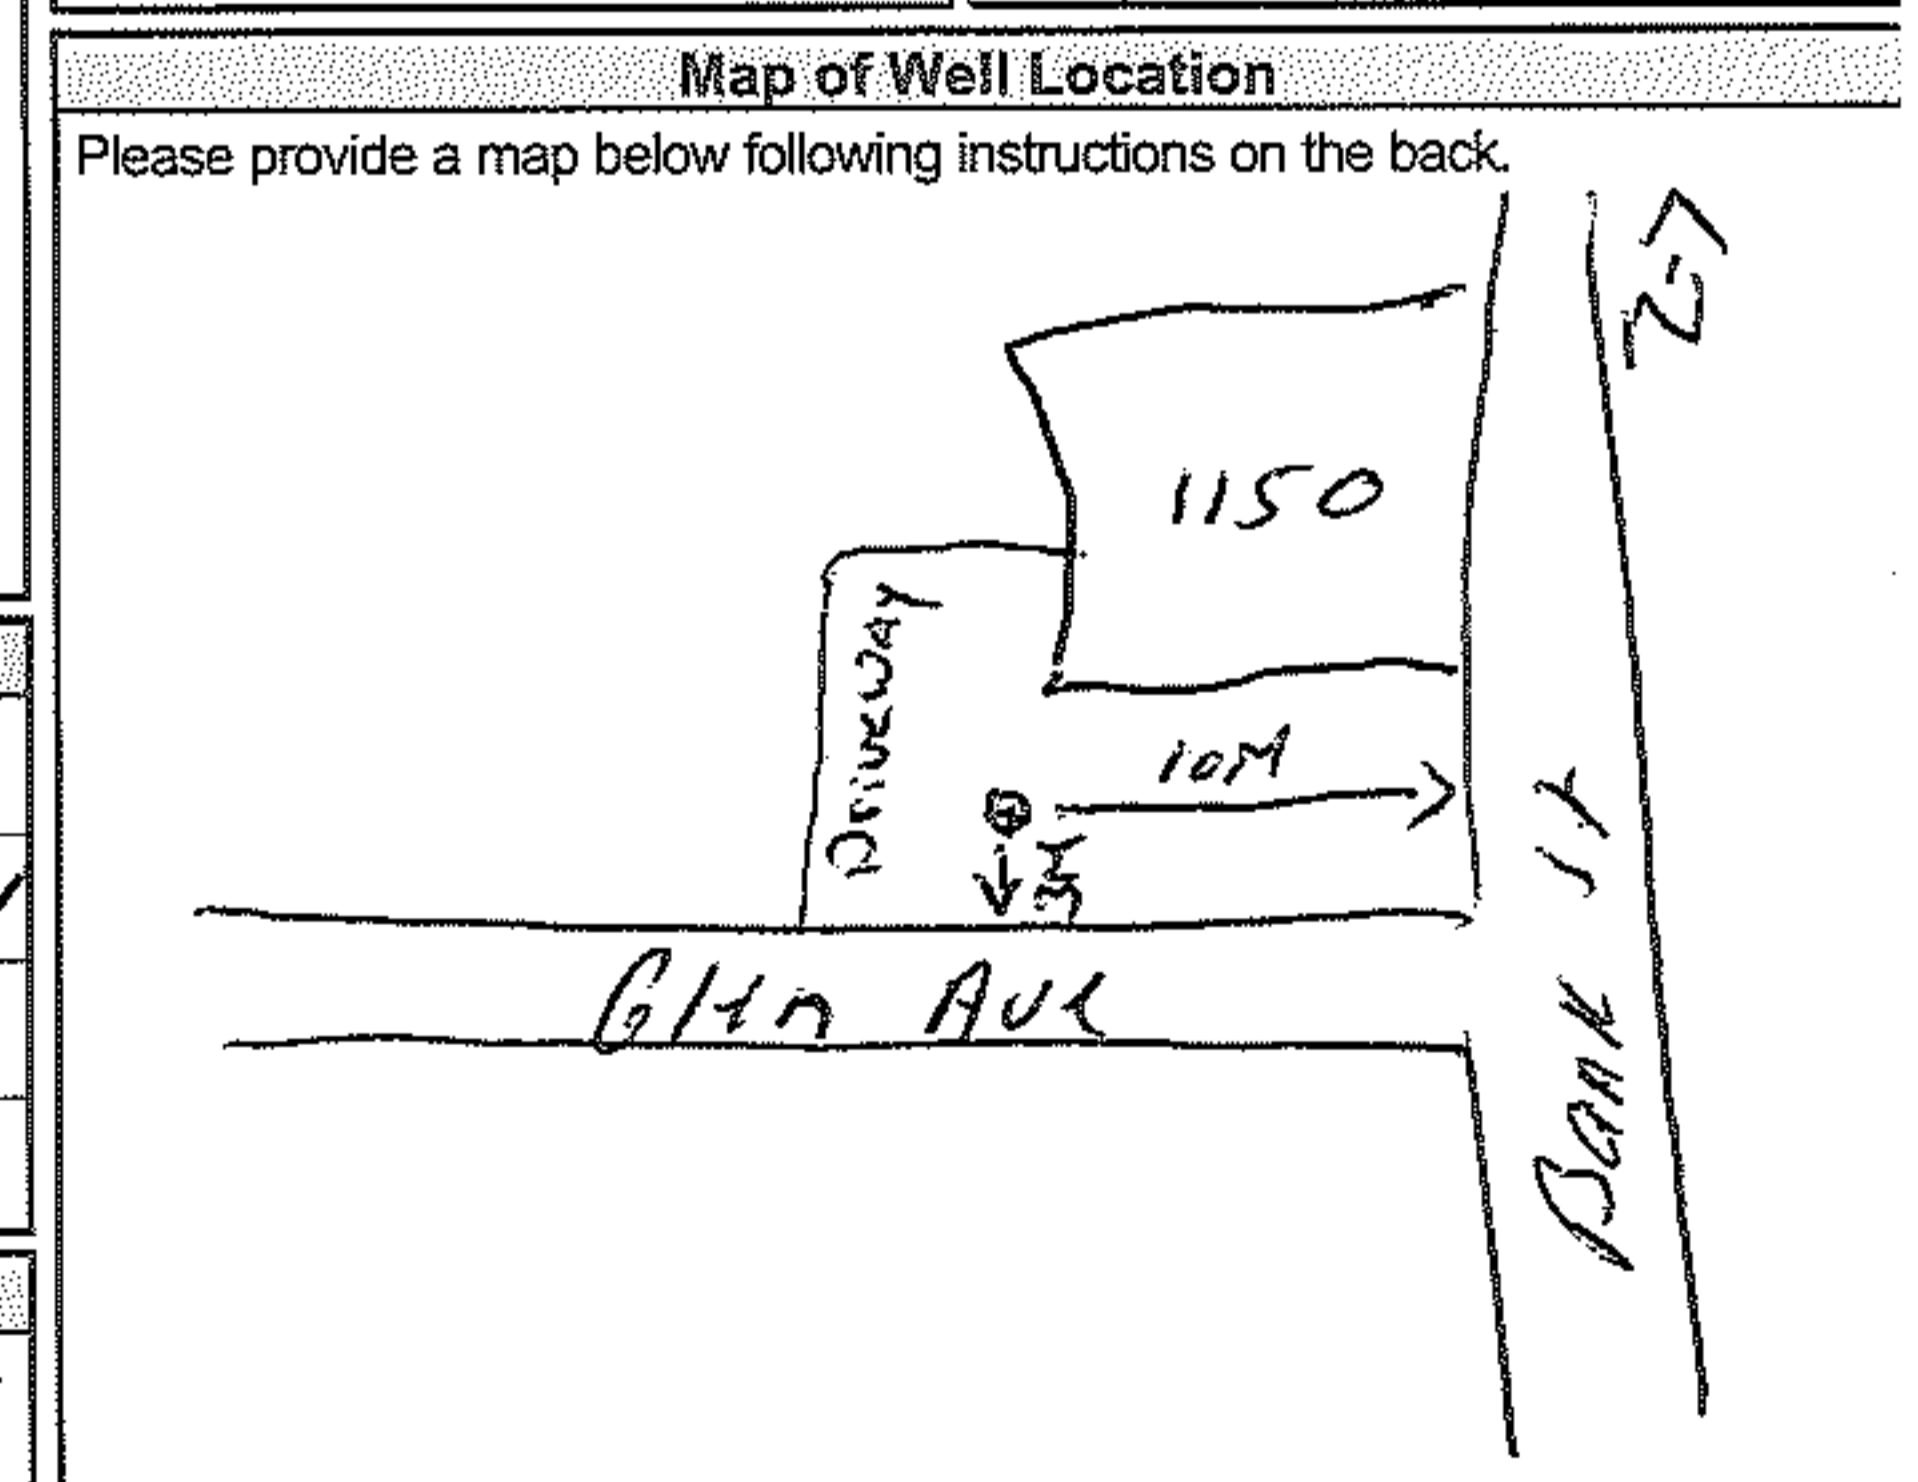 Map of Well Location
Please provide a map below following instructions on the back.
N
1150
Driveway
10M
3M
Glen Ave
Bank St